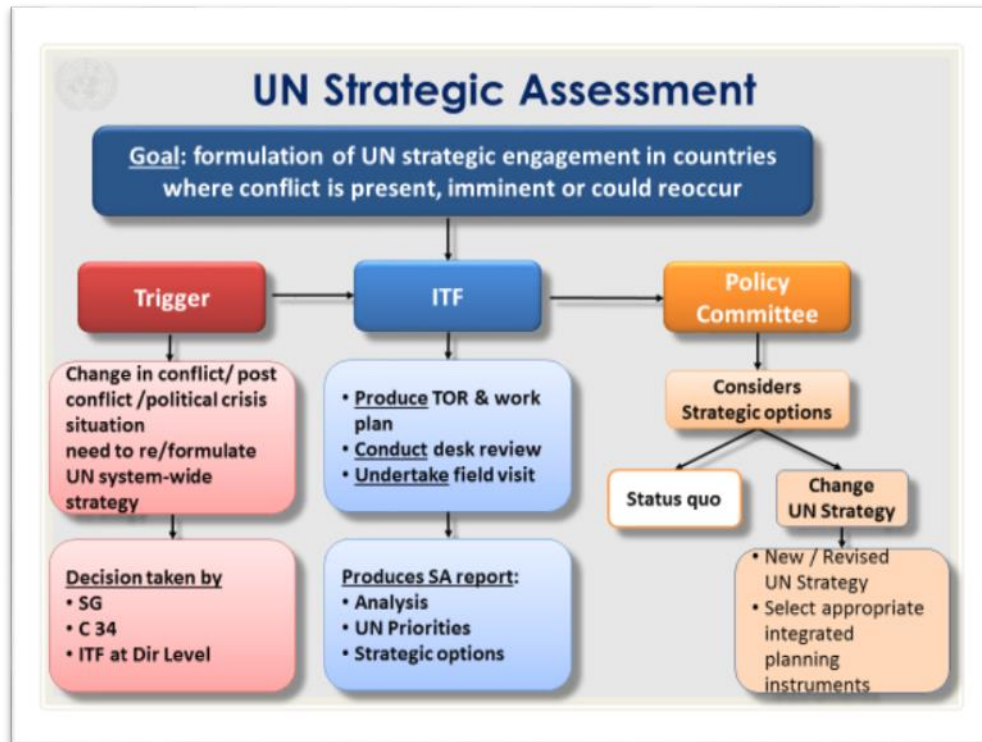 UN Strategic Assessment
Goal: formulation of UN strategic engagement in countries
where conflict is present, imminent or could reoccur
Trigger
ITF
Policy
Committee
Change in conflict/ post
conflict /political crisis
situation
need to re/formulate
UN system-wide
strategy
• Produce TOR & work
plan
• Conduct desk review
• Undertake field visit
Considers
Strategic options
Status quo
Change
UN Strategy
Decision taken by
• SG
• C 34
• ITF at Dir Level
Produces SA report:
• Analysis
• UN Priorities
• Strategic options
• New / Revised
UN Strategy
• Select appropriate
integrated
planning
instruments